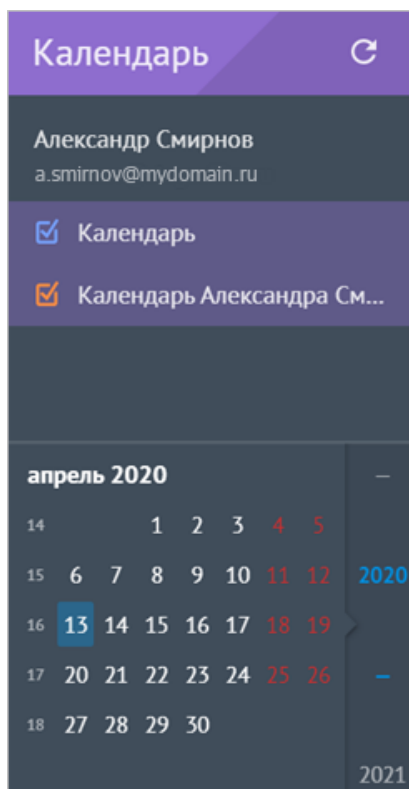 Календарь
Александр Смирнов
a.smirnov@mydomain.ru
Календарь
Календарь Александра См...
апрель 2020
14 1 2 3 4 5
15 6 7 8 9 10 11 12 2020
16 13 14 15 16 17 18 19
17 20 21 22 23 24 25 26
18 27 28 29 30
2021